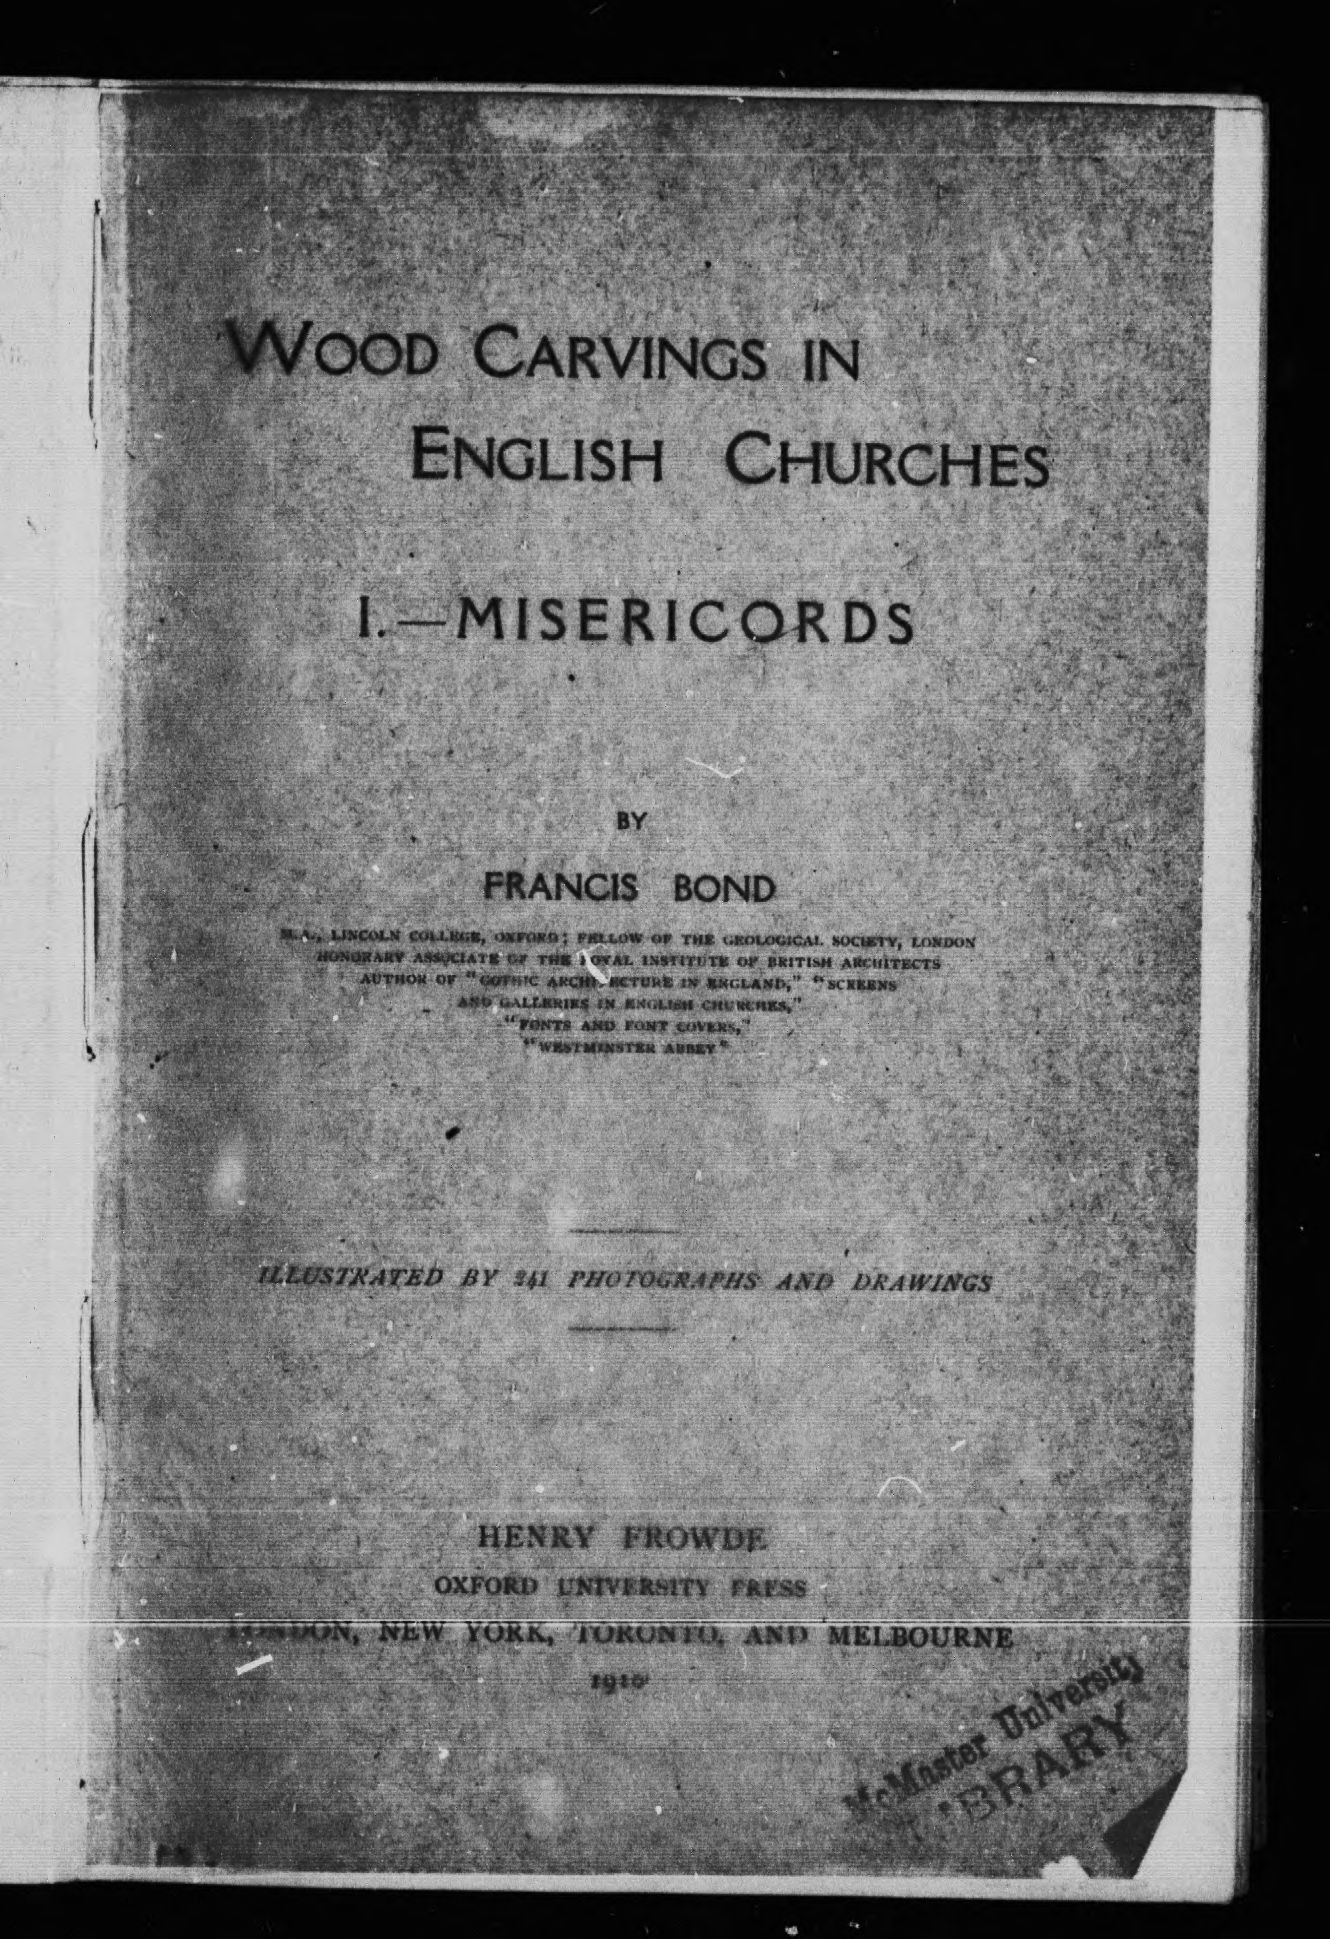 WOOD CARVINGS IN
ENGLISH CHURCHES
I.—MISERICORDS
BY
FRANCIS BOND
M.A., LINCOLN COLLEGE, OXFORD; FELLOW OF THE GEOLOGICAL SOCIETY, LONDON
HONORARY ASSOCIATE OF THE ROYAL INSTITUTE OF BRITISH ARCHITECTS
AUTHOR OF "GOTHIC ARCHITECTURE IN ENGLAND," "SCREENS
AND GALLERIES IN ENGLISH CHURCHES,"
"FONTS AND FONT COVERS,"
"WESTMINSTER ABBEY"
ILLUSTRATED BY 241 PHOTOGRAPHS AND DRAWINGS
HENRY FROWDE
OXFORD UNIVERSITY PRESS
LONDON, NEW YORK, TORONTO, AND MELBOURNE
1910
McMaster University
LIBRARY